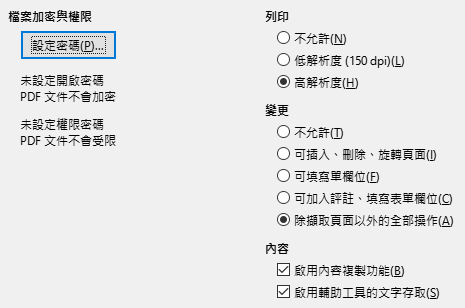 檔案加密與權限
設定密碼(P)...
未設定開啟密碼
PDF 文件不會加密
未設定權限密碼
PDF 文件不會受限
列印
不允許(N)
低解析度 (150 dpi)(L)
高解析度(H)
變更
不允許(T)
可插入、刪除、旋轉頁面(I)
可填寫單欄位(F)
可加入評註、填寫表單欄位(C)
除擷取頁面以外的全部操作(A)
內容
啟用內容複製功能(B)
啟用輔助工具的文字存取(S)